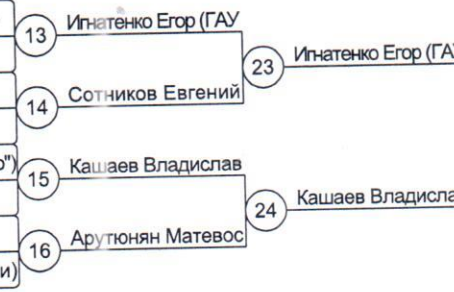 13
Игнатенко Егор (ГАУ
23
Игнатенко Егор (ГАУ
14
Сотников Евгений
15
Кашаев Владислав
24
Кашаев Владисла
16
Арутюнян Матевос